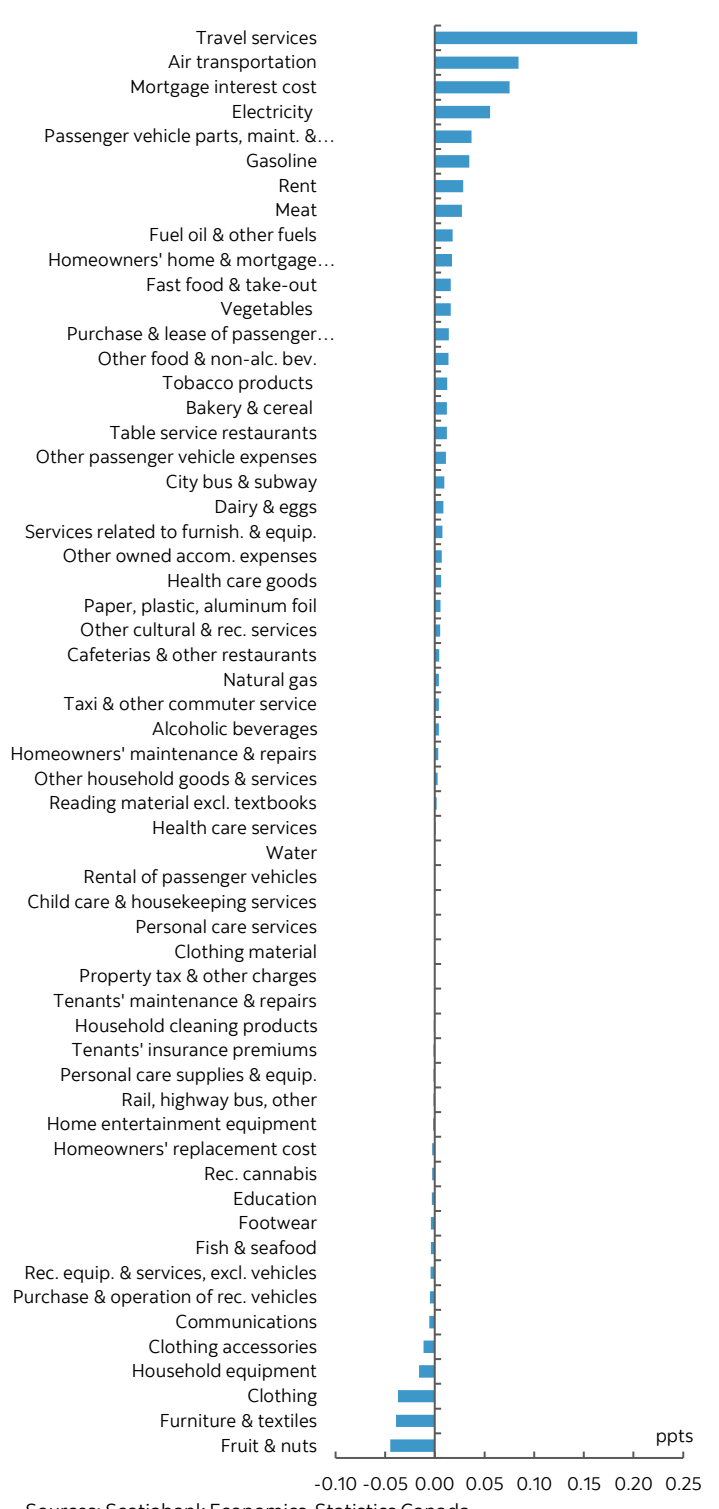 Travel services
Air transportation
Mortgage interest cost
Electricity
Passenger vehicle parts, maint. &…
Gasoline
Rent
Meat
Fuel oil & other fuels
Homeowners' home & mortgage…
Fast food & take-out
Vegetables
Purchase & lease of passenger…
Other food & non-alc. bev.
Tobacco products
Bakery & cereal
Table service restaurants
Other passenger vehicle expenses
City bus & subway
Dairy & eggs
Services related to furnish. & equip.
Other owned accom. expenses
Health care goods
Paper, plastic, aluminum foil
Other cultural & rec. services
Cafeterias & other restaurants
Natural gas
Taxi & other commuter service
Alcoholic beverages
Homeowners' maintenance & repairs
Other household goods & services
Reading material excl. textbooks
Health care services
Water
Rental of passenger vehicles
Child care & housekeeping services
Personal care services
Clothing material
Property tax & other charges
Tenants' maintenance & repairs
Household cleaning products
Tenants' insurance premiums
Personal care supplies & equip.
Rail, highway bus, other
Home entertainment equipment
Homeowners' replacement cost
Rec. cannabis
Education
Footwear
Fish & seafood
Rec. equip. & services, excl. vehicles
Purchase & operation of rec. vehicles
Communications
Clothing accessories
Household equipment
Clothing
Furniture & textiles
ppts
Fruit & nuts
-0.10 -0.05 0.00 0.05 0.10 0.15 0.20 0.25
Sources: Scotiabank Economics, Statistics Canada